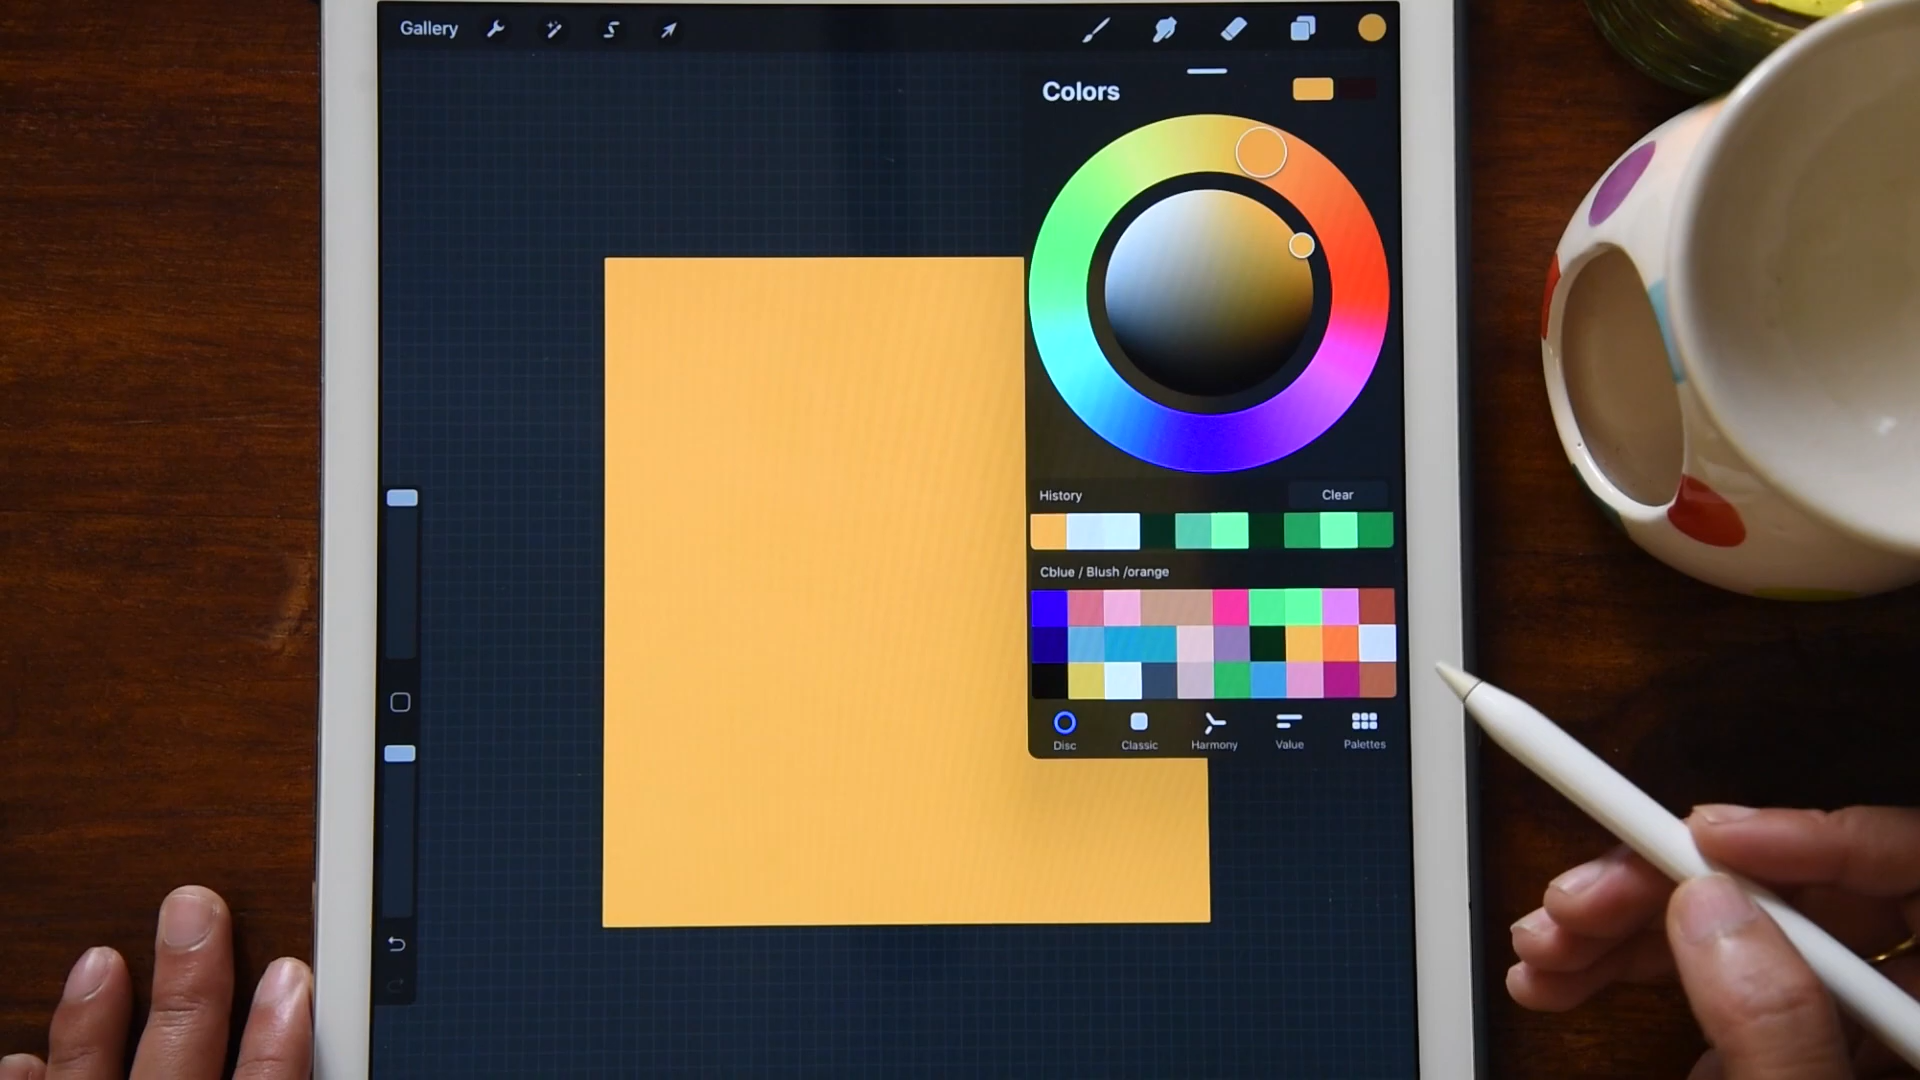 Gallery
Colors
History Clear
Cblue / Blush /orange
Disc Classic Harmony Value Palettes